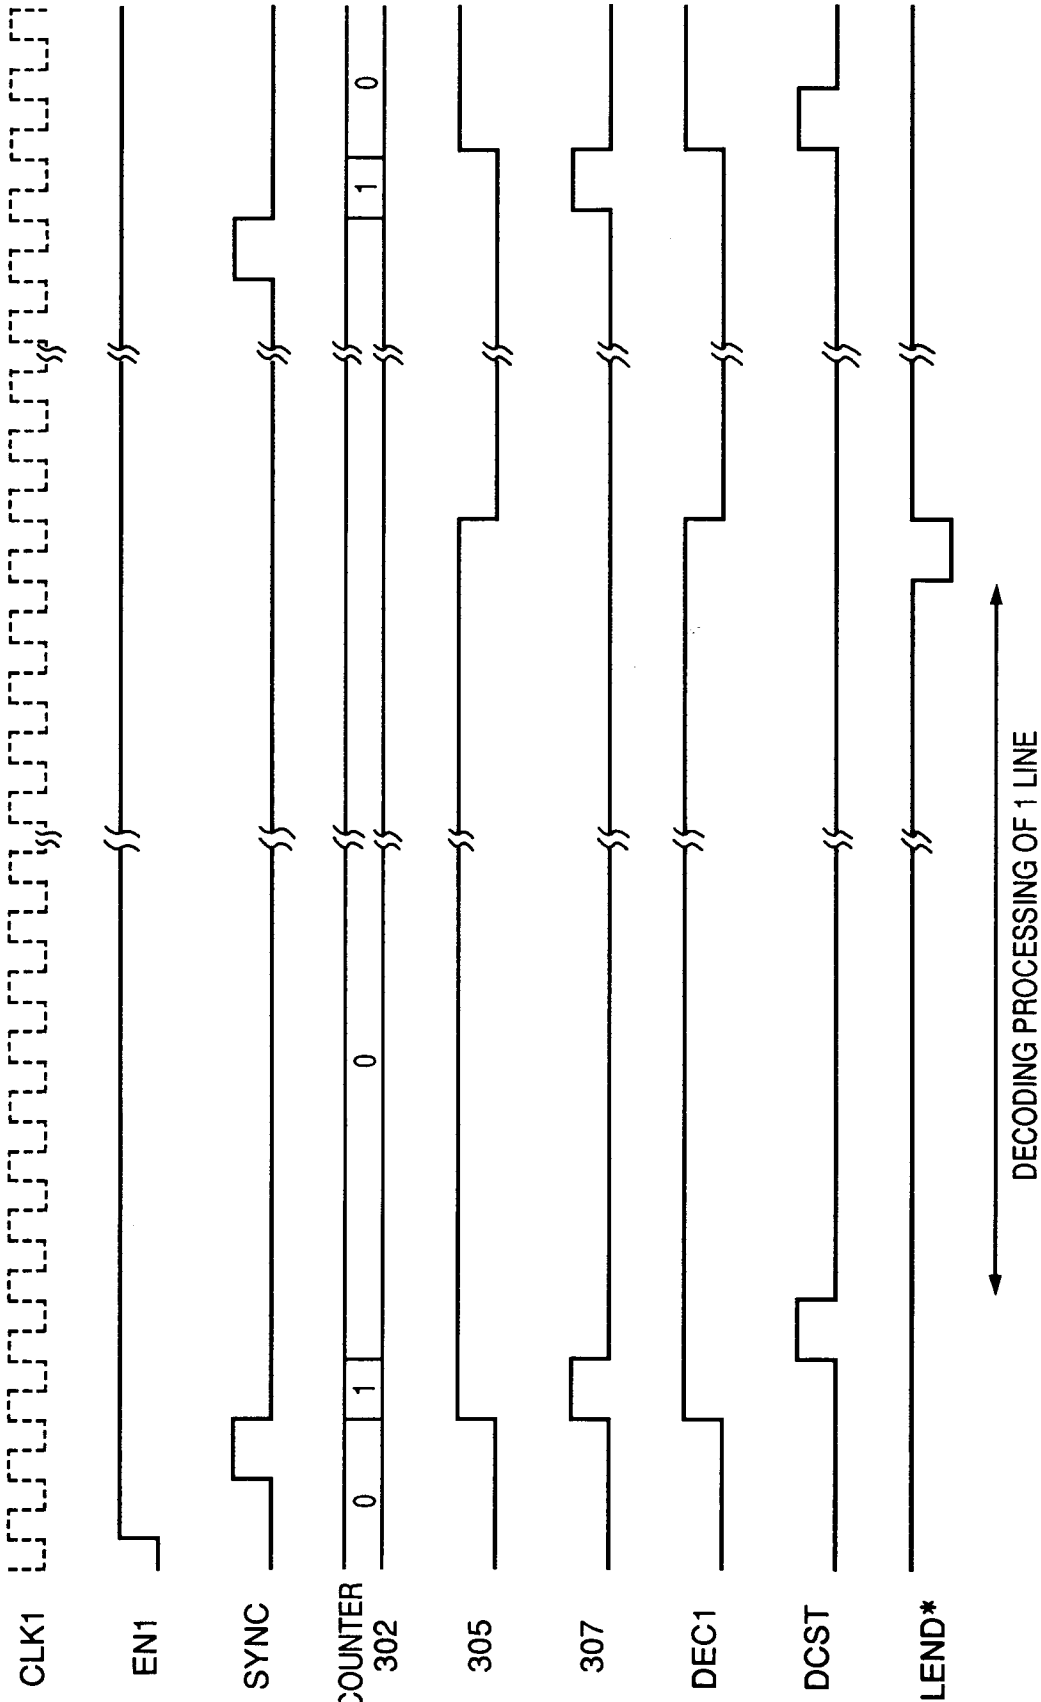 CLK1
EN1
SYNC
COUNTER
302
0
1
0
1
0
305
307
DEC1
DCST
LEND*
DECODING PROCESSING OF 1 LINE